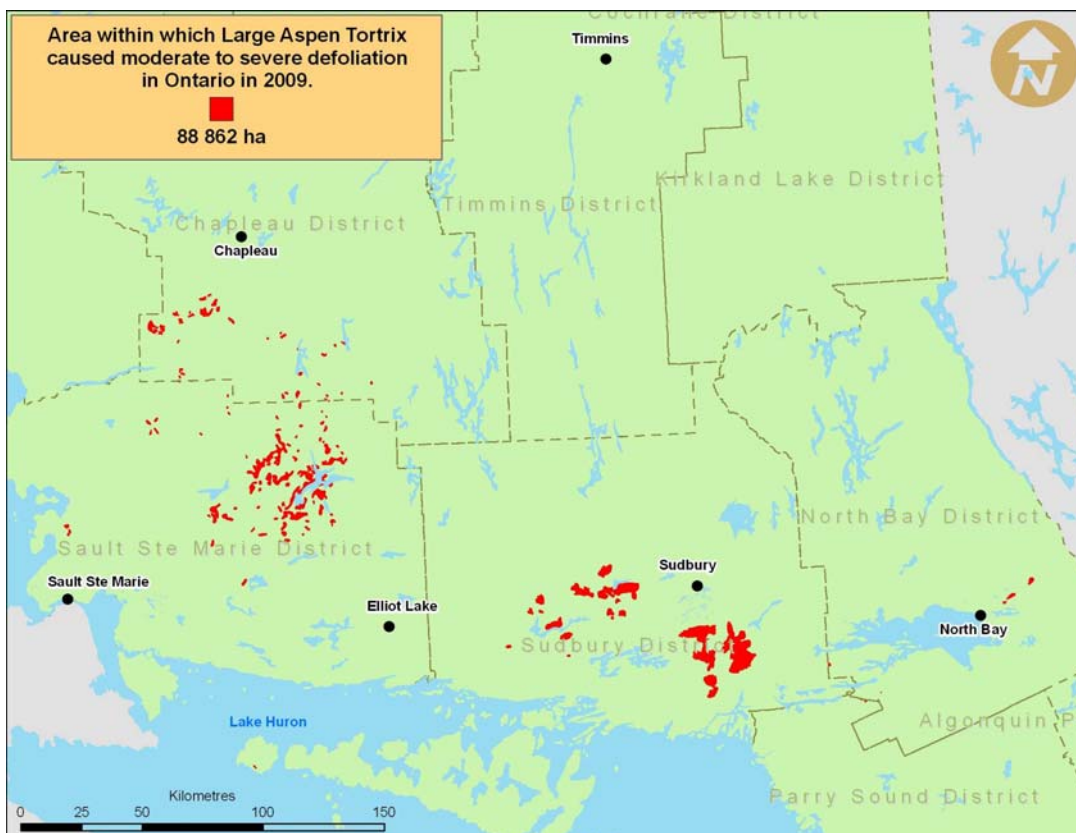 Area within which Large Aspen Tortrix
caused moderate to severe defoliation
in Ontario in 2009.
88 862 ha
Cochrane District
Timmins
N
Kirkland Lake District
Timmins District
Chapleau District
Chapleau
North Bay District
Sault Ste Marie District
Sudbury
Sault Ste Marie
Elliot Lake
North Bay
Sudbury District
Lake Huron
Algonquin P
Parry Sound District
Kilometres
0 25 50 100 150